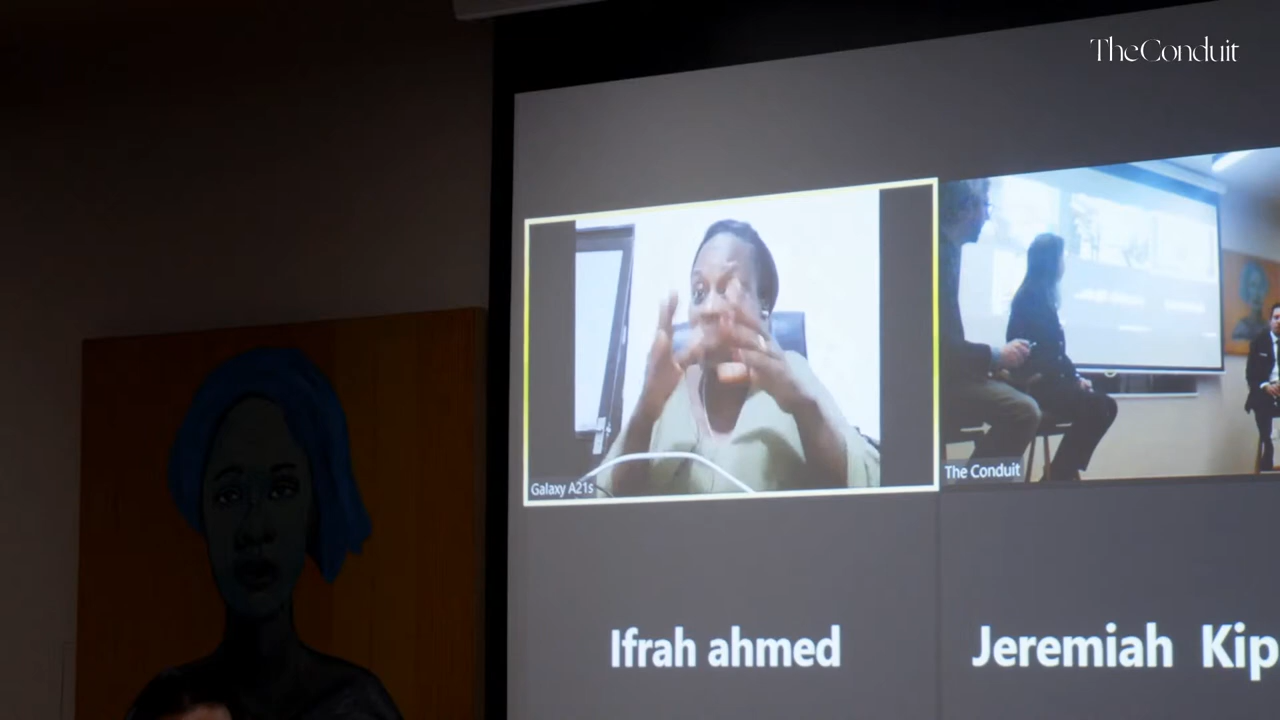 TheConduit
Galaxy A21s
The Conduit
Ifrah ahmed
Jeremiah Kip